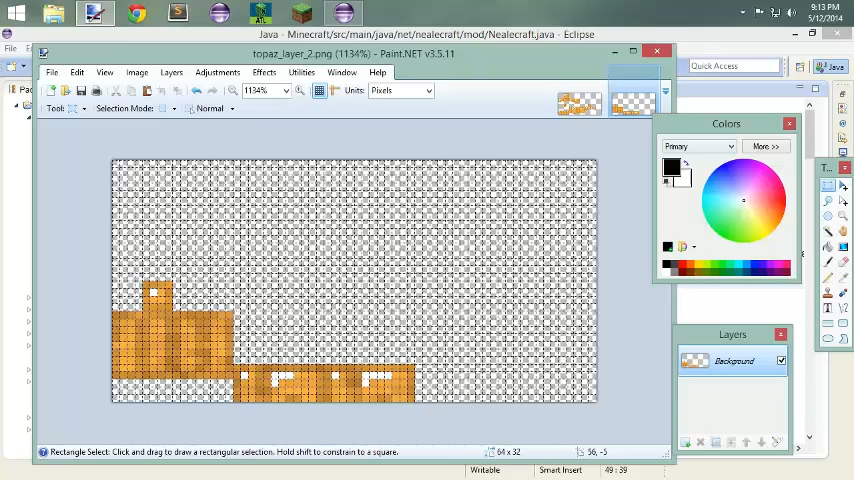 9:13 PM
5/12/2014
Java - Minecraft/src/main/java/net/nealecraft/mod/Nealecraft.java - Eclipse
topaz_layer_2.png (1134%) - Paint.NET v3.5.11
File Edit View Image Layers Adjustments Effects Utilities Window Help
Quick Access
Java
1134%
Units: Pixels
Tool:
Selection Mode:
Normal
Colors
Primary
More >>
T...
Layers
Background
Rectangle Select: Click and drag to draw a rectangular selection. Hold shift to constrain to a square.
64 x 32
56, -5
Writable
Smart Insert
49 : 39